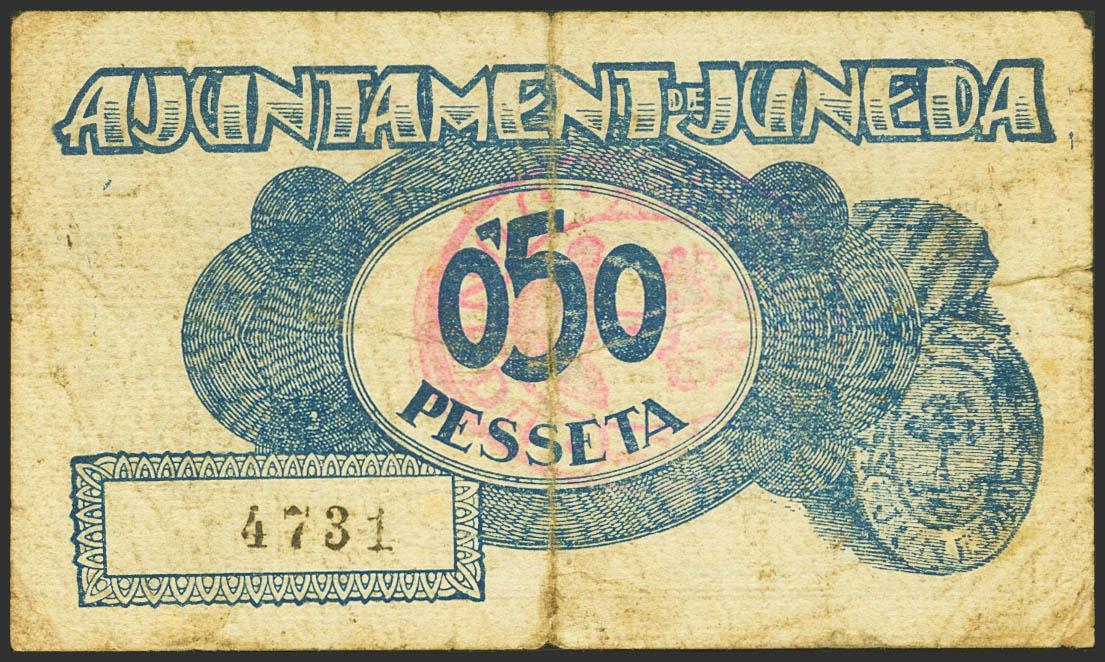 AJUNTAMENT DE JUNEDA
0'50
PESSETA
4731